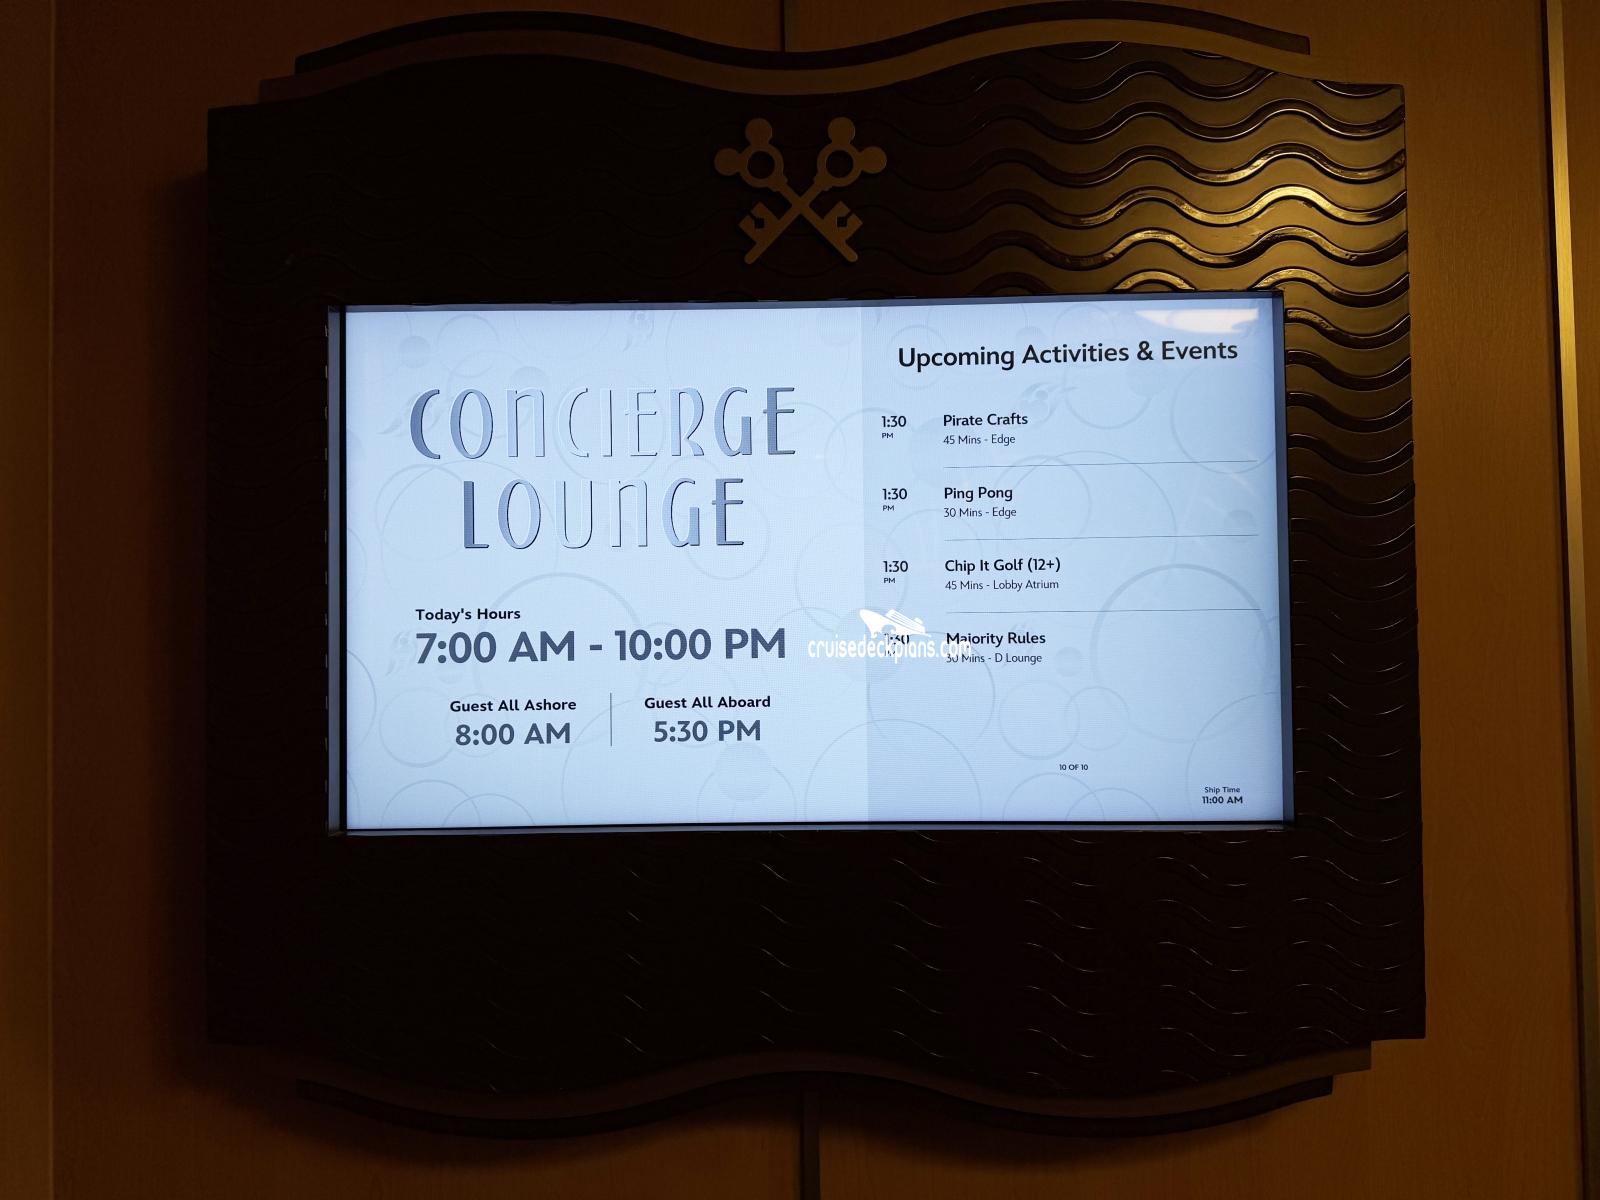 CONCIERGE
LOUNGE
Today's Hours
7:00 AM - 10:00 PM
Guest All Ashore
8:00 AM
Guest All Aboard
5:30 PM
Upcoming Activities & Events
1:30 PM
Pirate Crafts
45 Mins - Edge
1:30 PM
Ping Pong
30 Mins - Edge
1:30 PM
Chip It Golf (12+)
45 Mins - Lobby Atrium
Majority Rules
30 Mins - D Lounge
cruisedeckplans.com
10 OF 10
Ship Time
11:00 AM